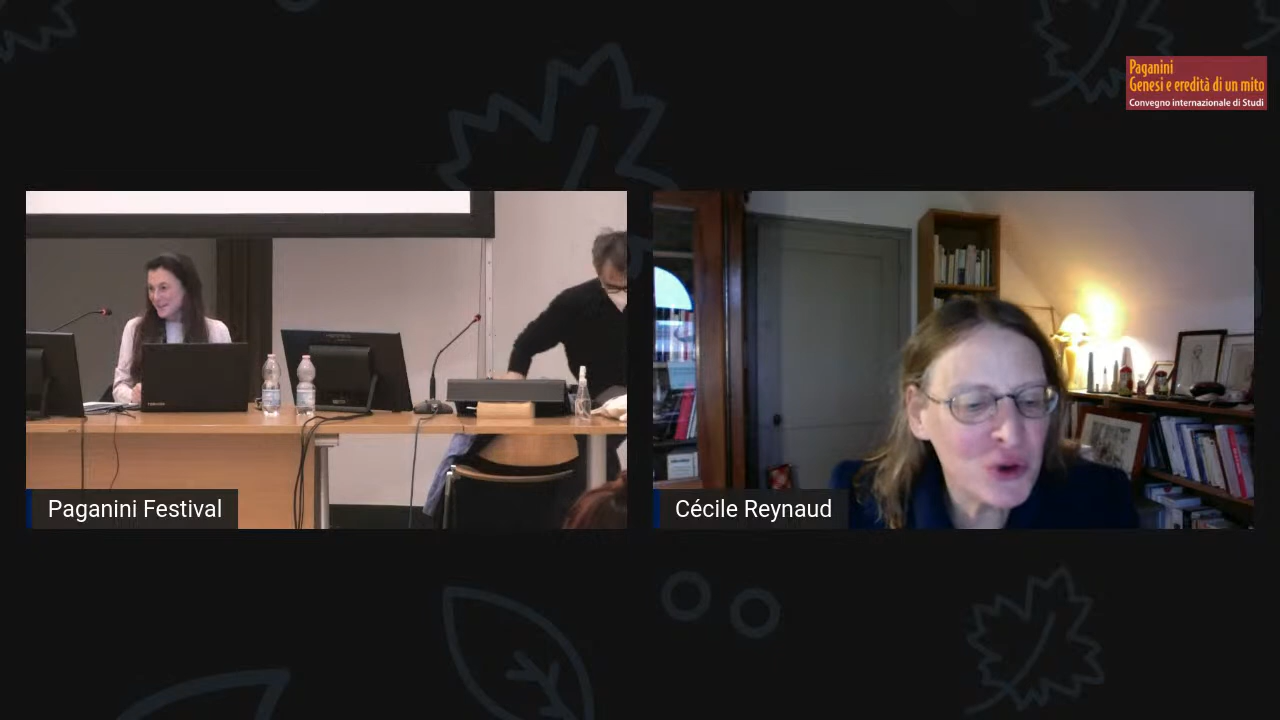 Paganini
Genesi e eredità di un mito
Convegno internazionale di Studi
Paganini Festival
Cécile Reynaud